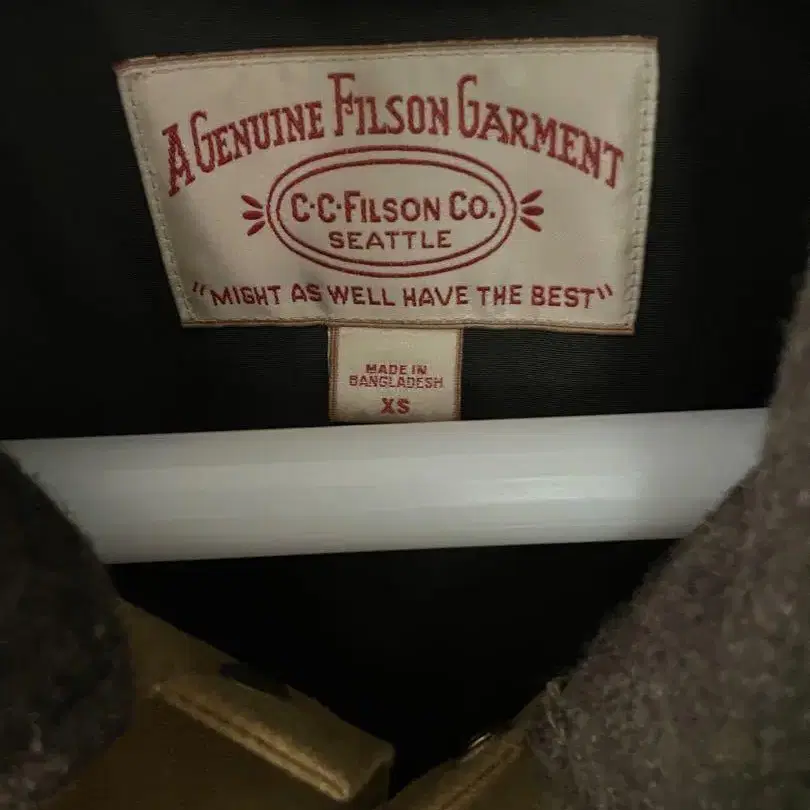 A GENUINE FILSON GARMENT
C·C·FILSON CO.
SEATTLE
"MIGHT AS WELL HAVE THE BEST"
MADE IN
BANGLADESH
XS